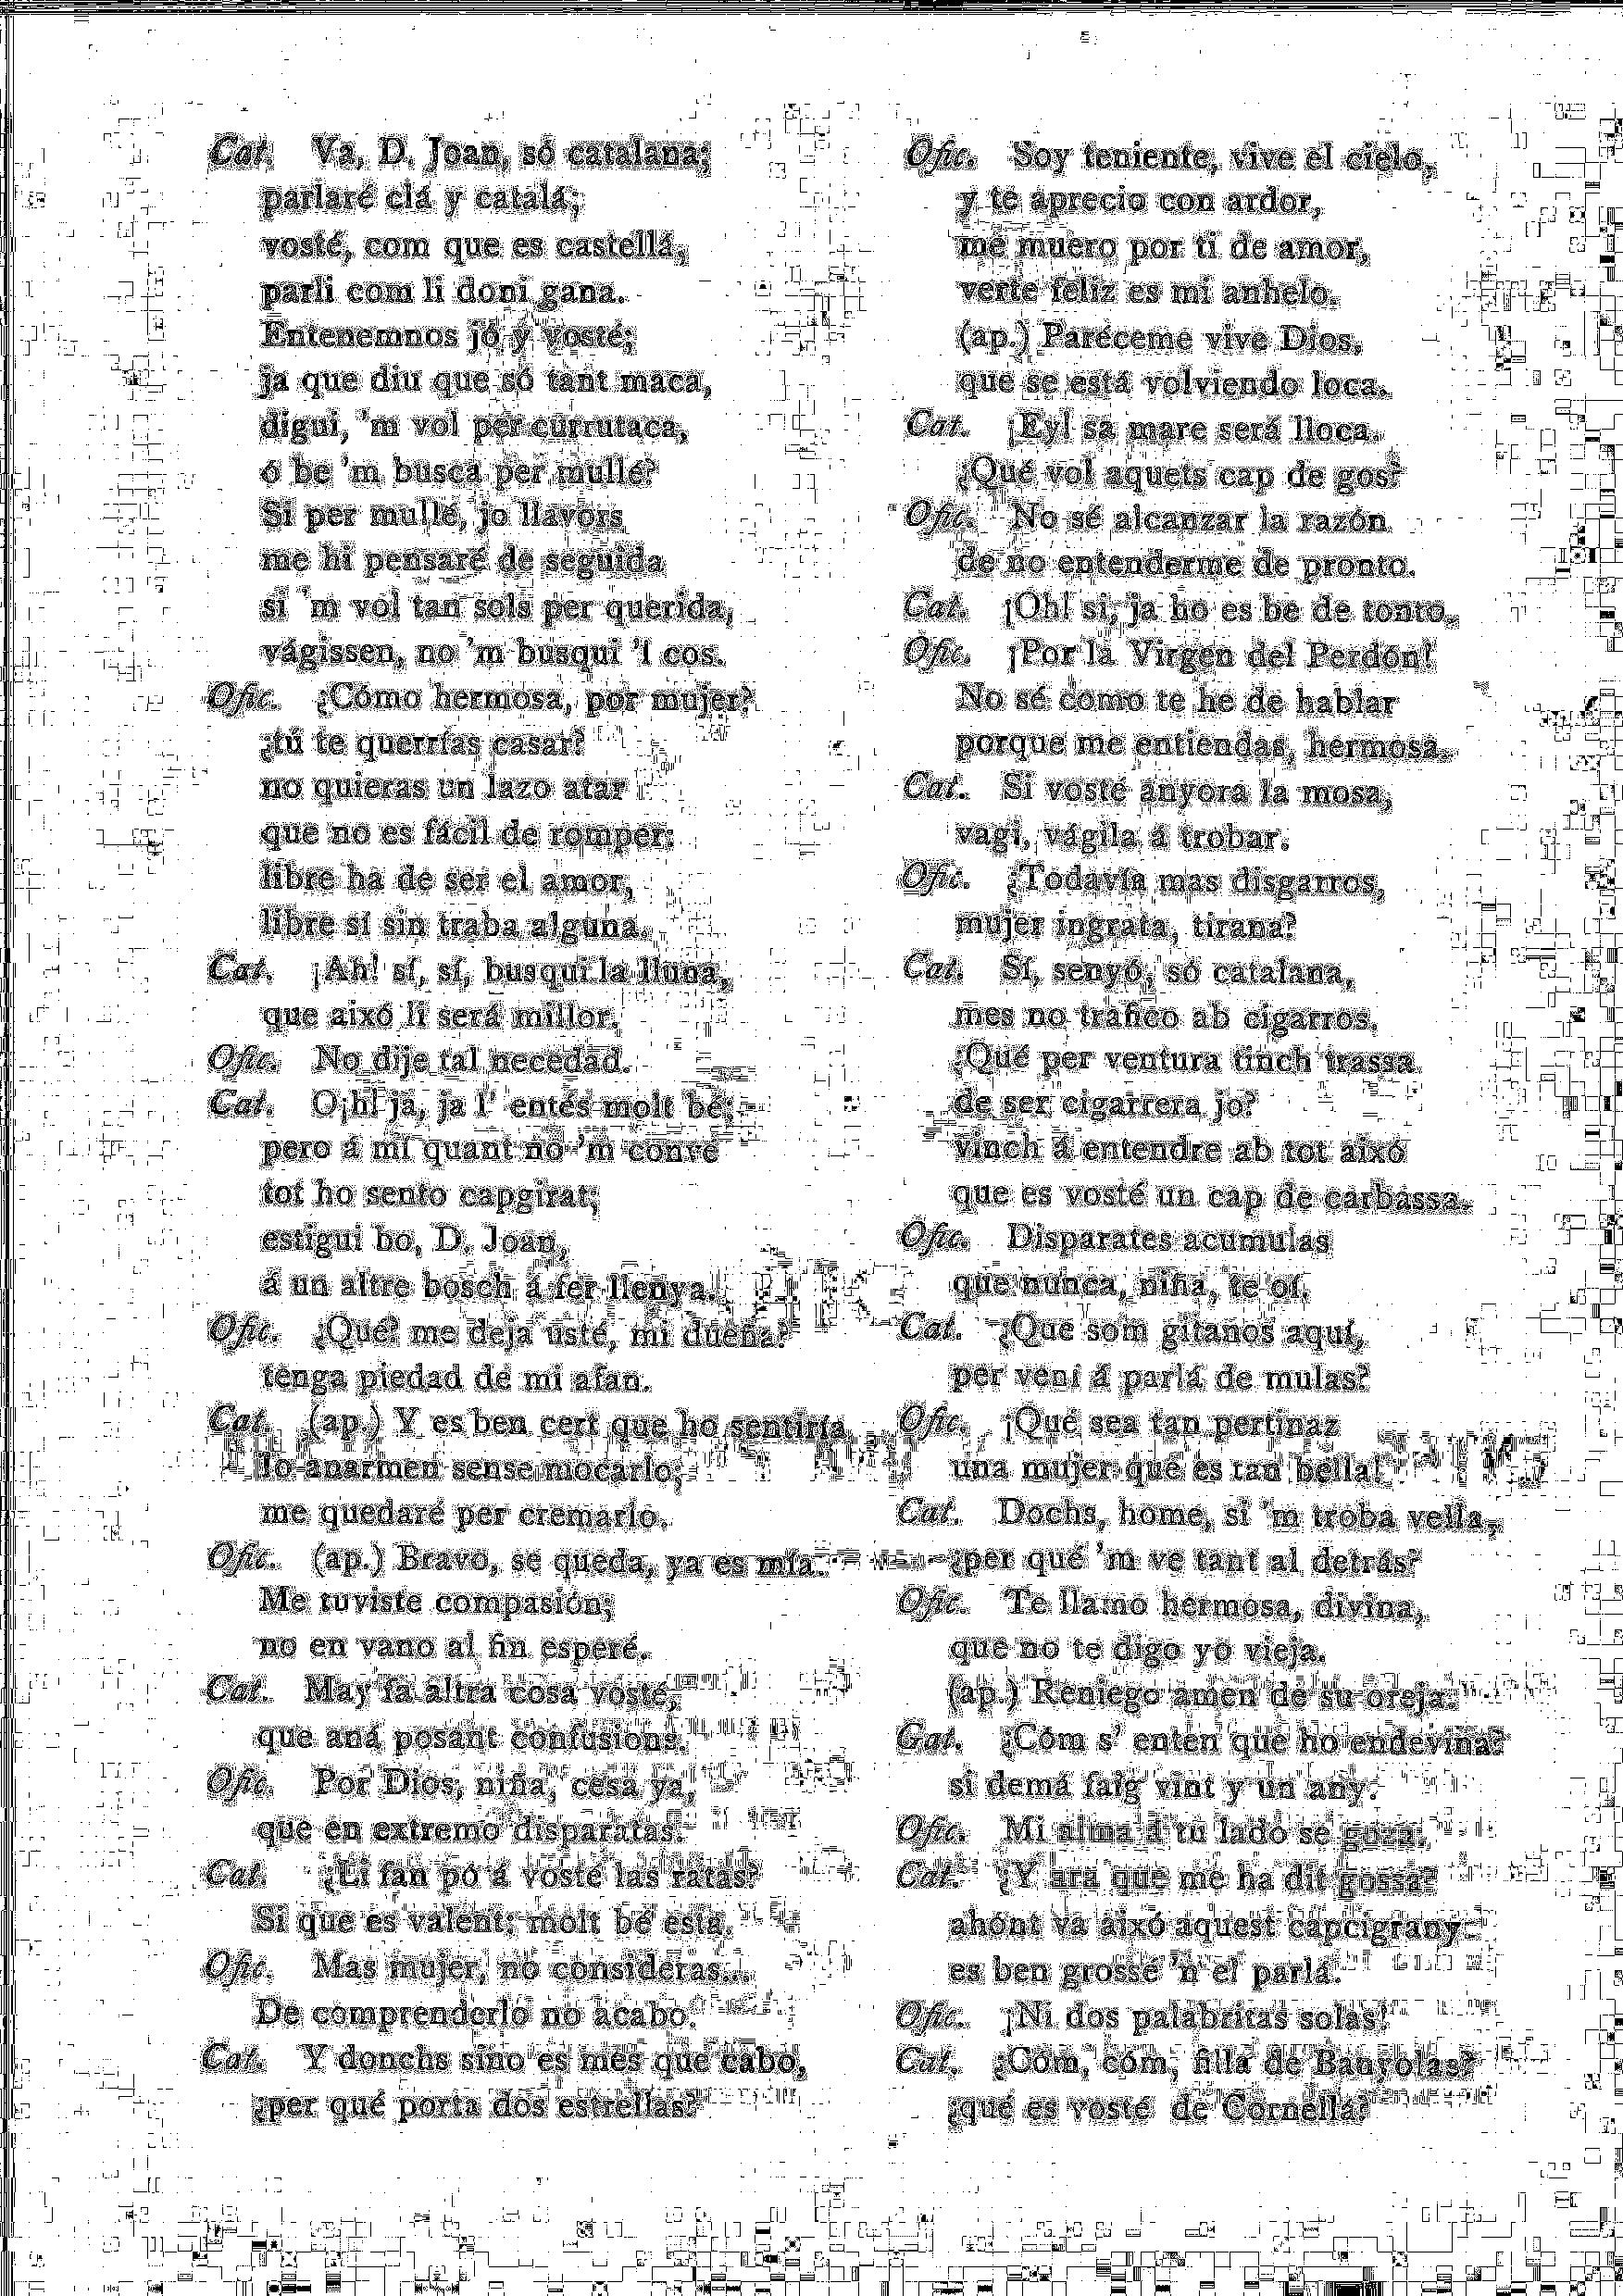 Cat. Va, D. Joan, só catalana;
parlaré clá y catalá;
vosté, com que es castellá,
parli com li doni gana.
Entenemnos jó y vosté;
ja que diu que só tant maca,
digui, 'm vol per currutaca,
ó be 'm busca per mullé?
Si per mullé, jo llavors
me hi pensaré de seguida
si 'm vol tan sols per querida,
vágissen, no 'm busqui 'l cos.
Ofic. ¿Cómo hermosa, por mujer?
¿tú te querrías casar?
no quieras un lazo atar
que no es fácil de romper;
libre ha de ser el amor,
libre sí sin traba alguna.
Cat. ¡Ah! sí, sí, busqui la lluna,
que aixó li será millor.
Ofic. No dije tal necedad.
Cat. O¡h! ja, ja l' entés molt bé;
pero á mí quant no 'm convé
tot ho sento capgirat;
estigui bo, D. Joan,
á un altre bosch á fer llenya.
Ofic. ¿Qué? me deja usté, mi dueña?
tenga piedad de mi afan.
Cat. (ap.) Y es ben cert que ho sentiría
lo anarmen sense mocarlo;
me quedaré per cremarlo.
Ofic. (ap.) Bravo, se queda, ya es mía.
Me tuviste compasión;
no en vano al fin esperé.
Cat. May fa altra cosa vosté,
que aná posant confusions.
Ofic. Por Dios, niña, cesa ya,
que en extremo disparatas.
Cat. ¿Li fan pó á vosté las ratas?
Si que es valent; molt bé está.
Ofic. Mas mujer, no consideras...
De comprenderlo no acabo.
Cat. Y donchs sino es mes que cabo,
¿per qué porta dos estrellas?
Ofic. Soy teniente, vive el cielo,
y te aprecio con ardor,
me muero por ti de amor,
verte feliz es mi anhelo.
(ap.) Paréceme vive Dios,
que se está volviendo loca.
Cat. ¡Ey! sa mare será lloca.
¿Qué vol aquets cap de gos?
Ofic. No sé alcanzar la razón
de no entenderme de pronto.
Cat. ¡Oh! si, ja ho es be de tonto.
Ofic. ¡Por la Virgen del Perdón!
No sé como te he de hablar
porque me entiendas, hermosa.
Cat. Si vosté anyora la mosa,
vagi, vágila á trobar.
Ofic. ¿Todavía mas disgarros,
mujer ingrata, tirana?
Cat. Sí, senyó, só catalana,
mes no trafico ab cigarros.
¿Qué per ventura tinch trassa
de ser cigarrera jo?
vinch á entendre ab tot aixó
que es vosté un cap de carbassa.
Ofic. Disparates acumulas
que nunca, niña, te oí.
Cat. ¿Que som gitanos aquí,
per veni á parlá de mulas?
Ofic. ¡Qué sea tan pertinaz
una mujer que es tan bella!
Cat. Dochs, home, si 'm troba vella,
¿per qué 'm ve tant al detrás?
Ofic. Te llamo hermosa, divina,
que no te digo yo vieja.
(ap.) Reniego amen de su oreja.
Gat. ¿Cóm s' enten que ho endevina?
si demá faig vint y un any.
Ofic. Mi alma á tu lado se goza.
Cat. ¿Y ara que me ha dit gossa?
ahónt va aixó aquest capcigrany
es ben grossé 'n el parlá.
Ofic. ¡Ni dos palabritas solas!
Cat. ¿Cóm, cóm, filla de Banyolas?
¿qué es vosté de Cornellá?